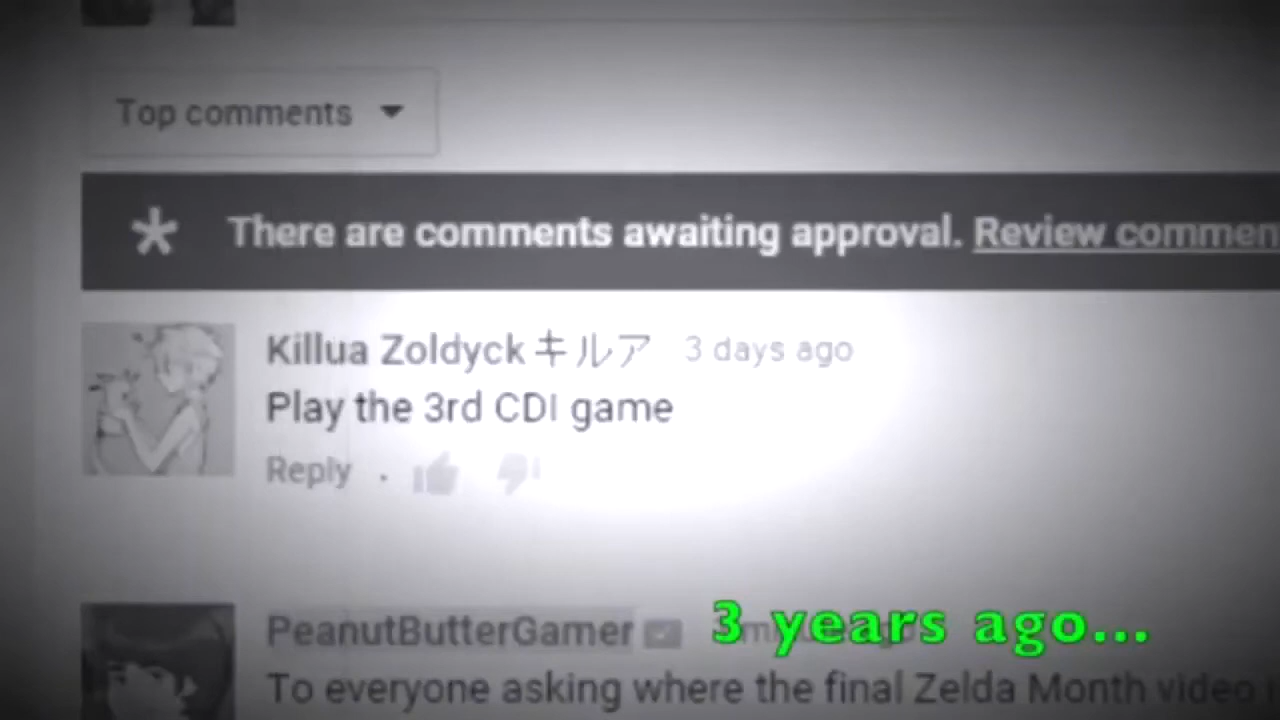 Top comments
There are comments awaiting approval. Review commen
Killua Zoldyck キルア 3 days ago
Play the 3rd CDI game
Reply
PeanutButterGamer
3 years ago...
To everyone asking where the final Zelda Month video